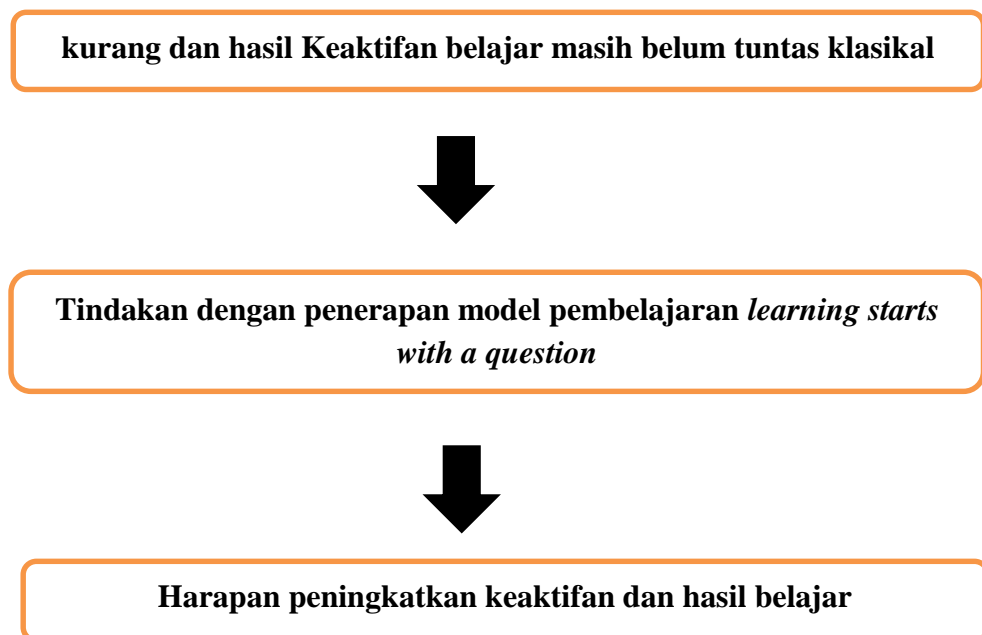 kurang dan hasil Keaktifan belajar masih belum tuntas klasikal
Tindakan dengan penerapan model pembelajaran learning starts
with a question
Harapan peningkatkan keaktifan dan hasil belajar